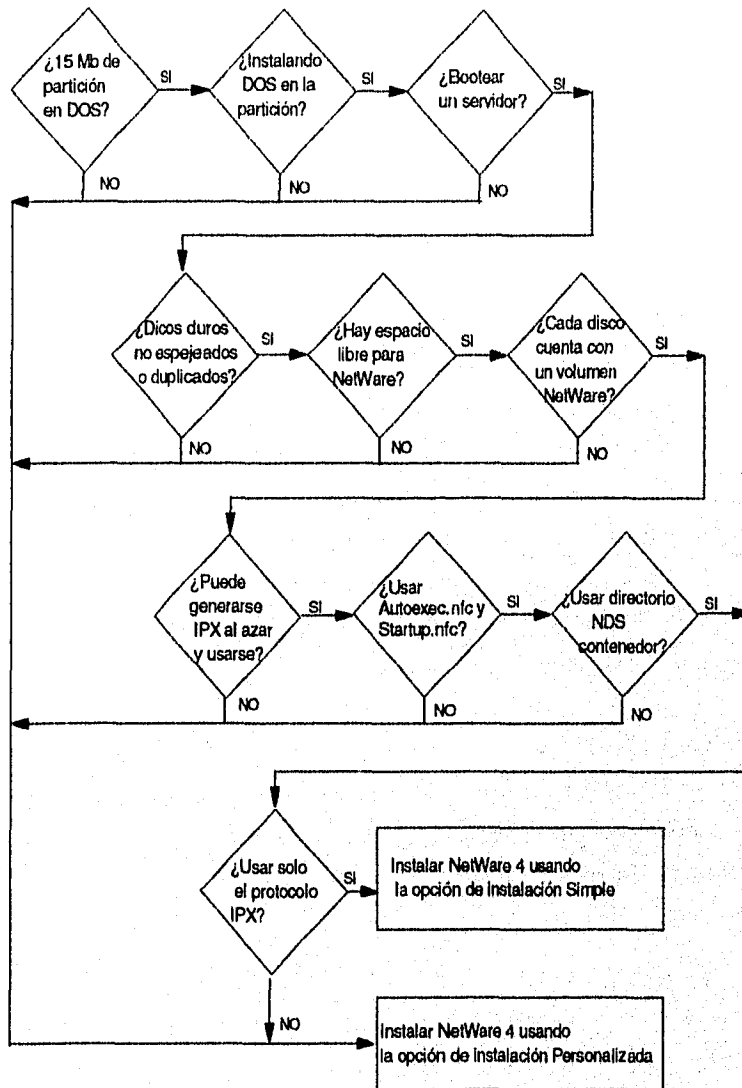 ¿15 Mb de
partición
en DOS?
SI
¿Instalando
DOS en la
partición?
SI
¿Bootear
un servidor?
SI
NO
NO
NO
¿Dicos duros
no espejeados
o duplicados?
SI
¿Hay espacio
libre para
NetWare?
SI
¿Cada disco
cuenta con
un volumen
NetWare?
SI
NO
NO
NO
¿Puede
generarse
IPX al azar
y usarse?
SI
¿Usar
Autoexec.nfc y
Startup.nfc?
SI
¿Usar directorio
NDS
contenedor?
SI
NO
NO
NO
¿Usar solo
el protocolo
IPX?
SI
Instalar NetWare 4 usando
la opción de Instalación Simple
NO
Instalar NetWare 4 usando
la opción de Instalación Personalizada